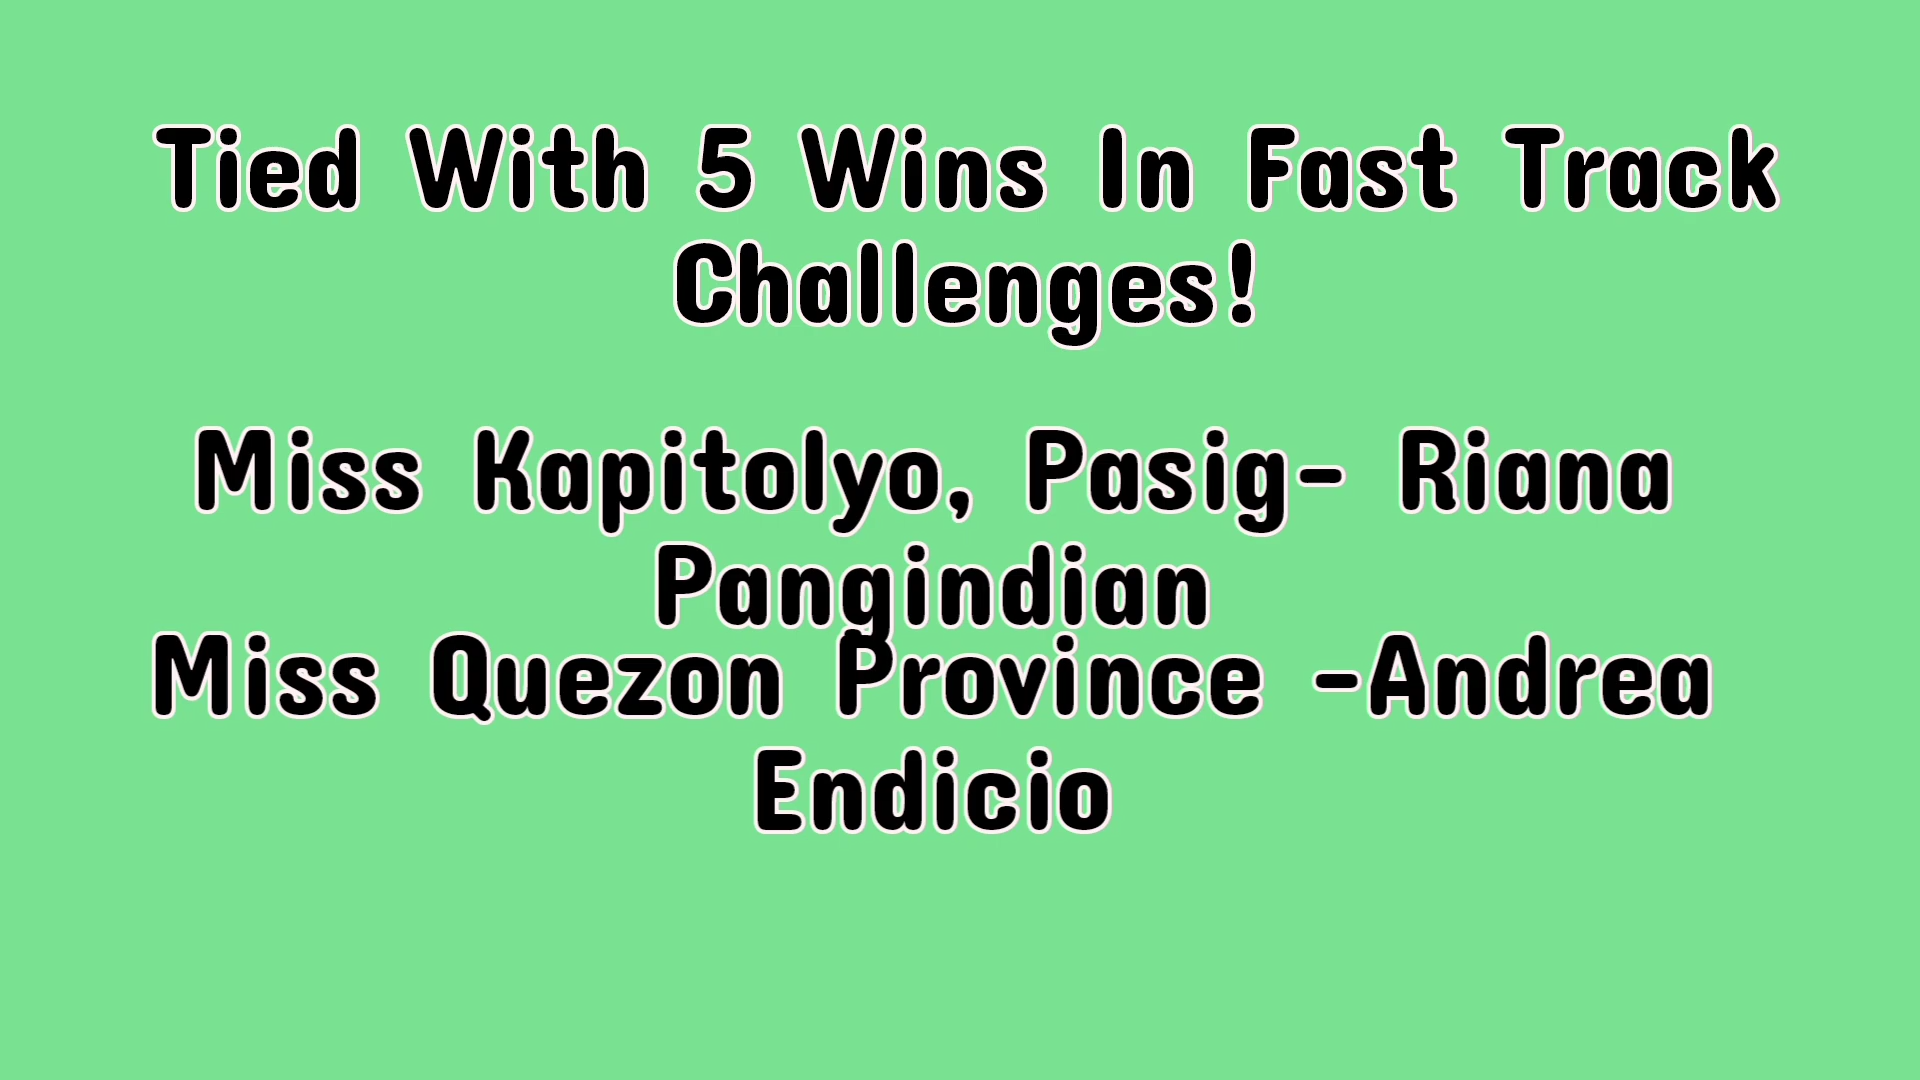 Tied With 5 Wins In Fast Track
Challenges!
Miss Kapitolyo, Pasig- Riana
Pangindian
Miss Quezon Province -Andrea
Endicio